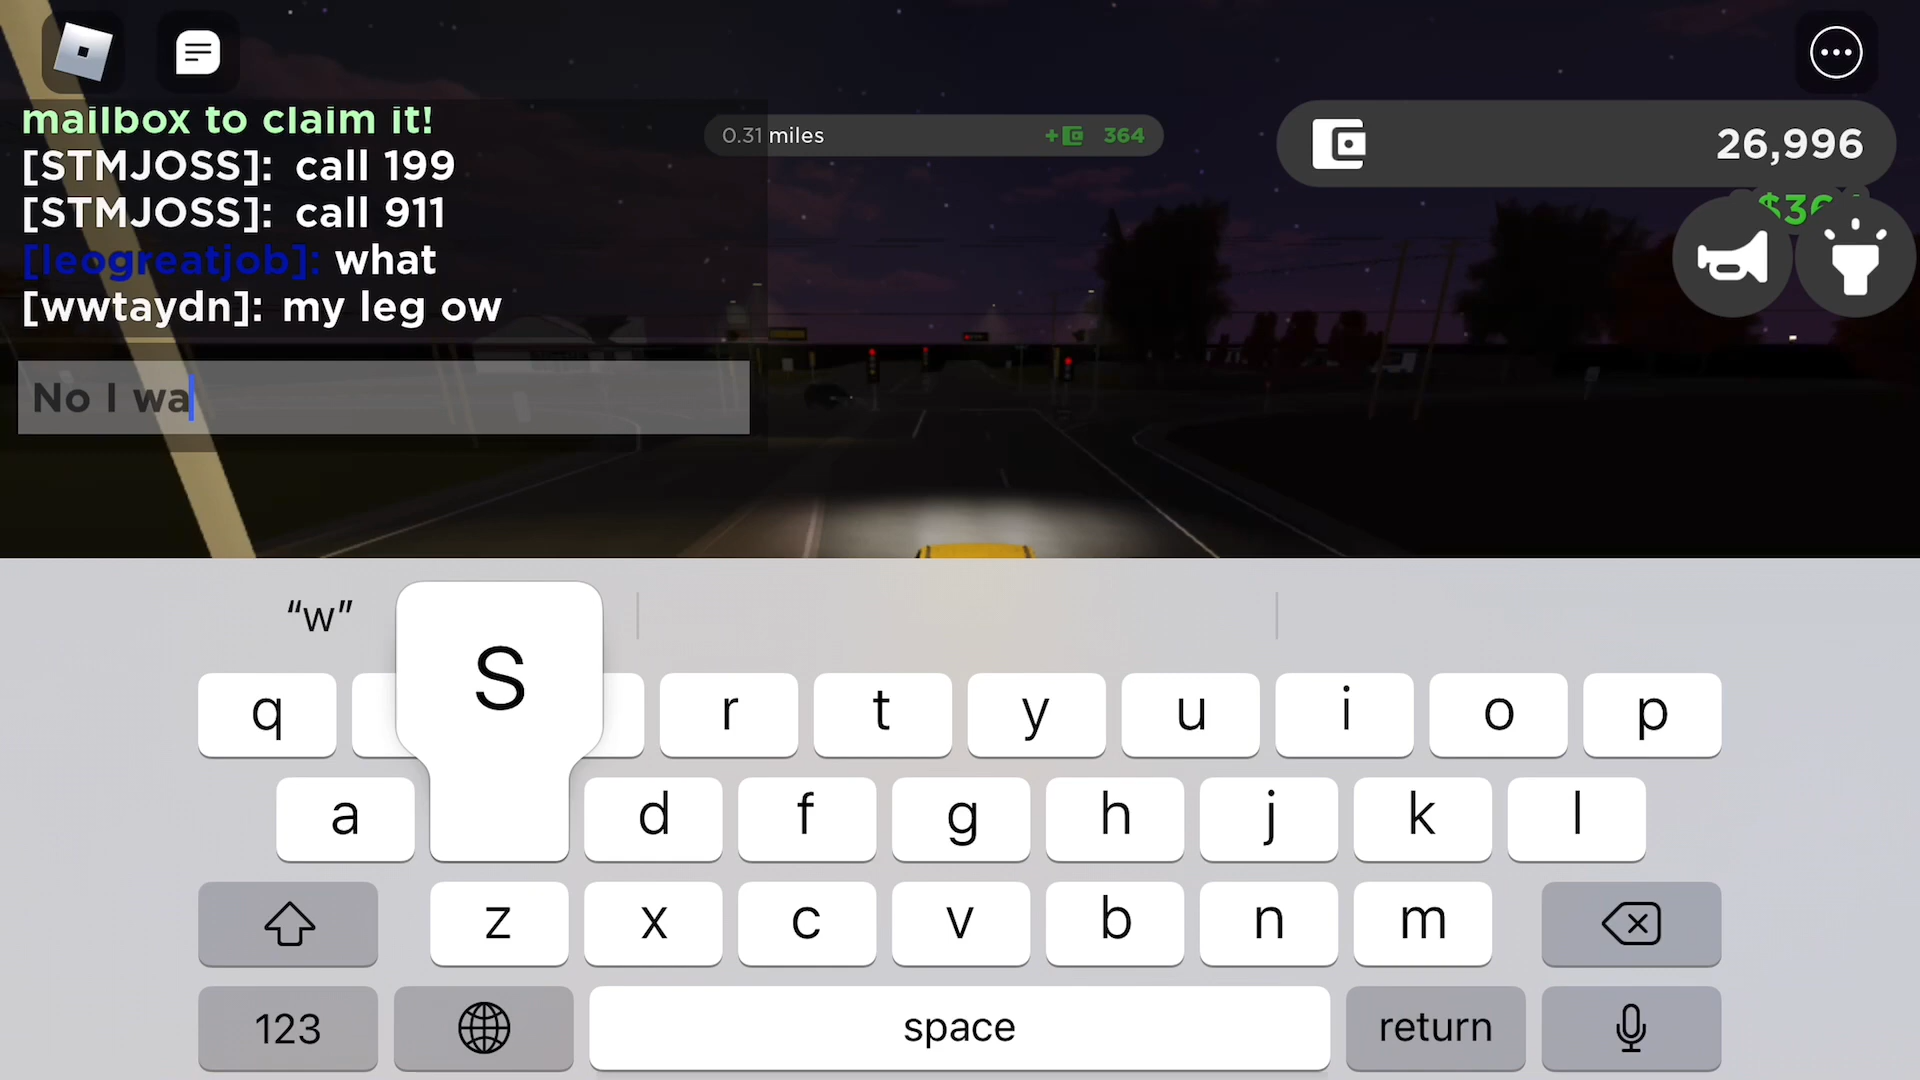 mailbox to claim it!
[STMJOSS]: call 199
[STMJOSS]: call 911
[leogreatjob]: what
[wwtaydn]: my leg ow
No I wa
0.31 miles
+ 364
26,996
“w”
S
q r t y u i o p
a d f g h j k l
z x c v b n m
123 space return